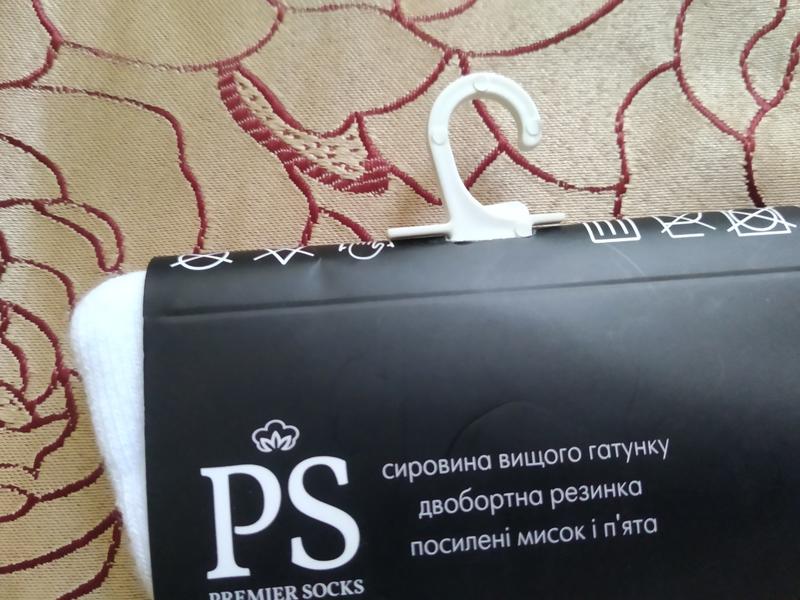 сировина вищого гатунку
двобортна резинка
посилені мисок і п'ята
PS
PREMIER SOCKS